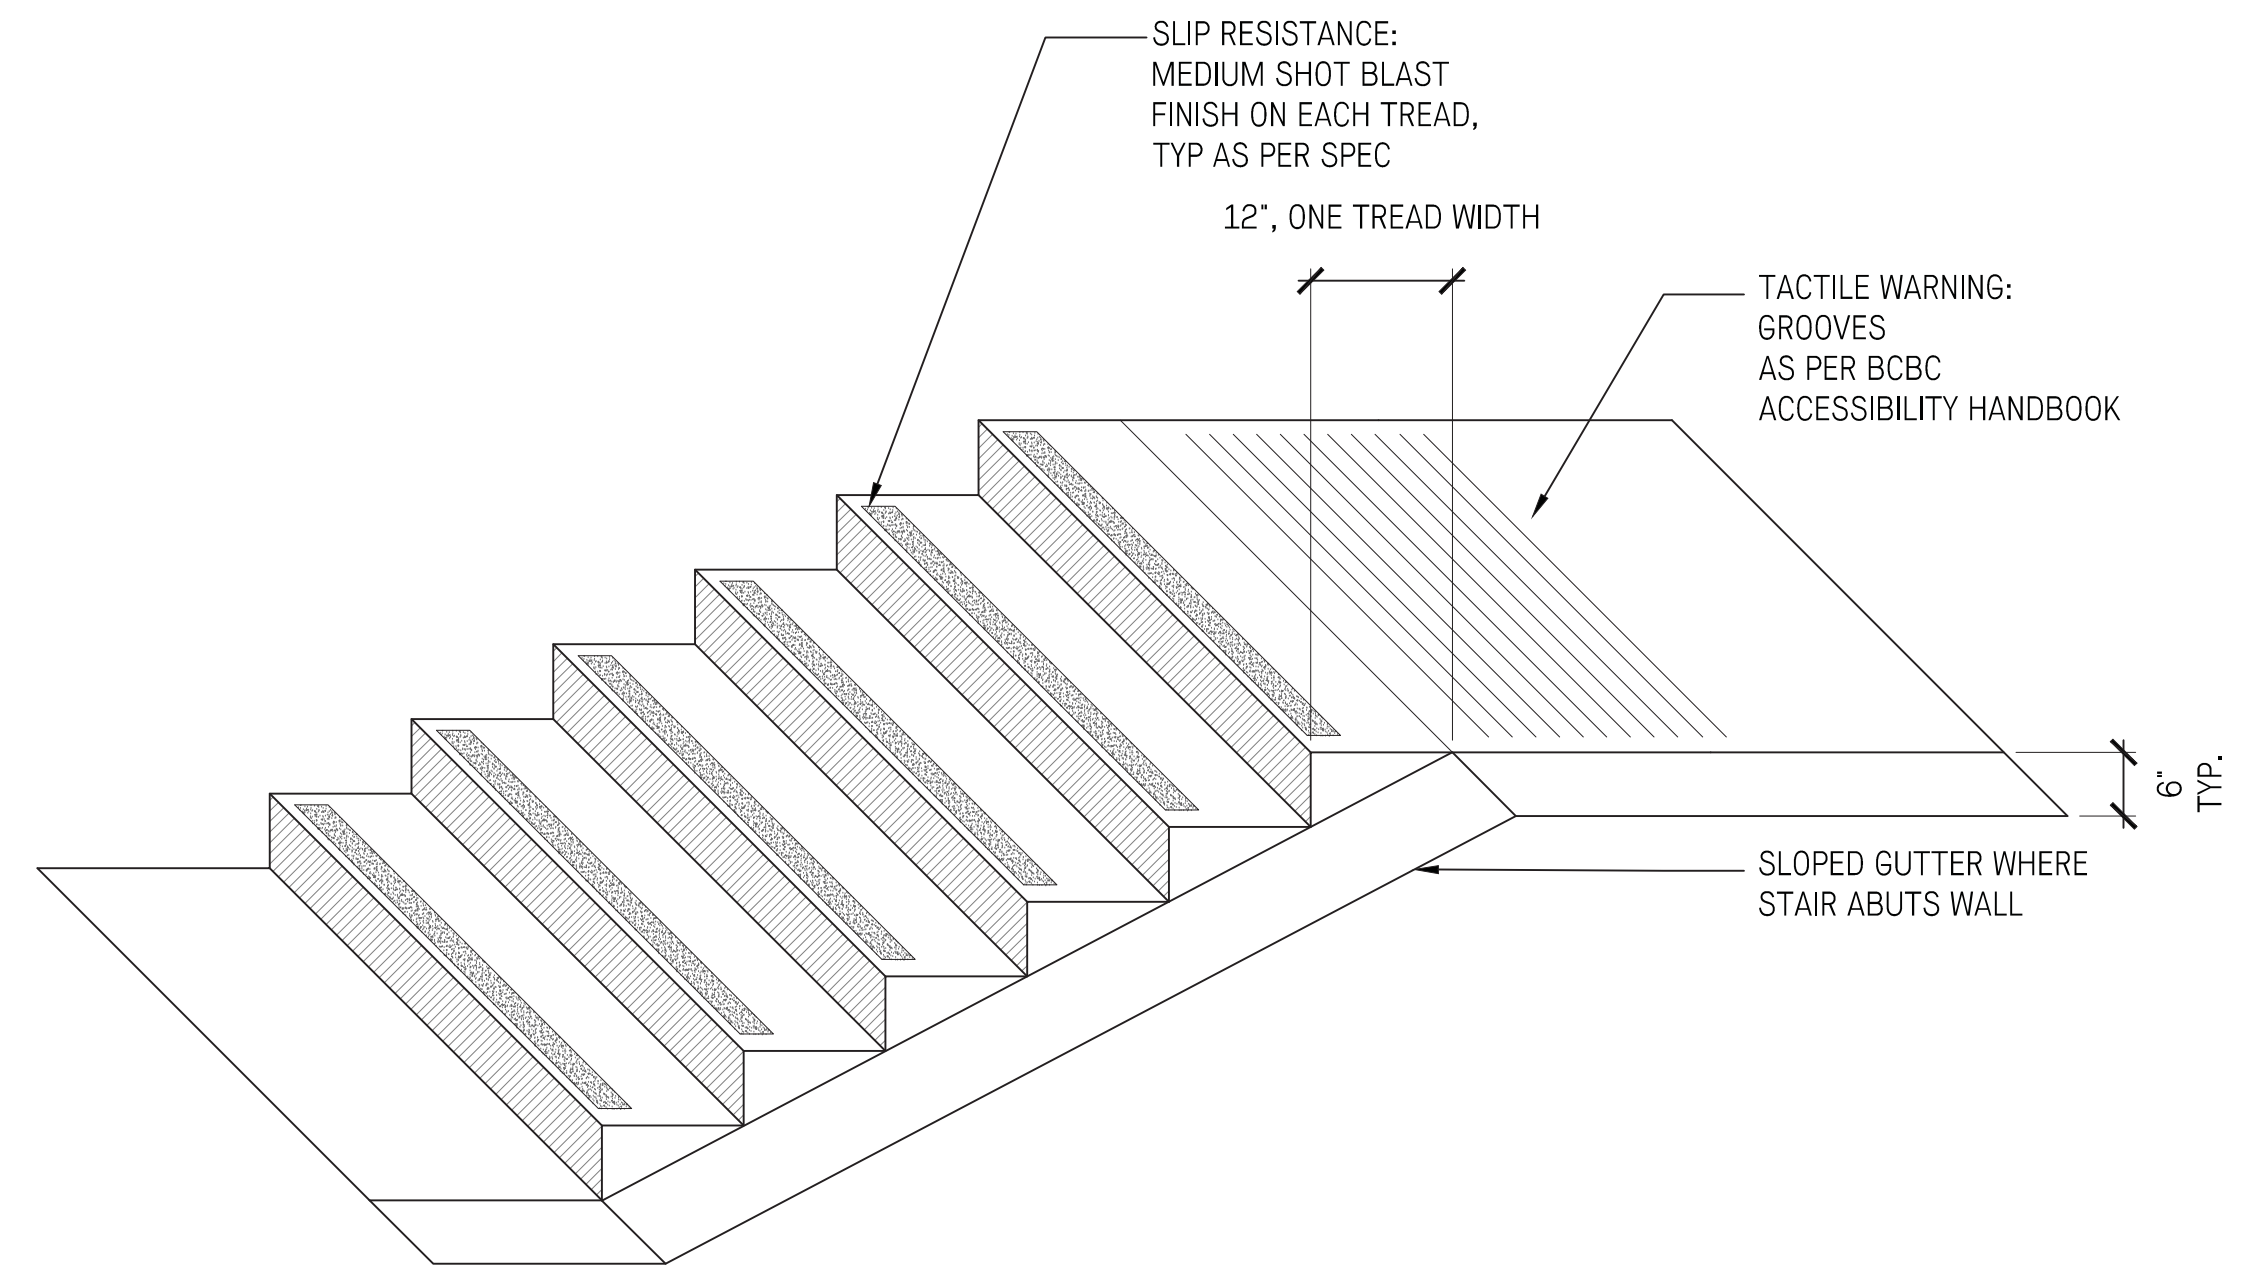 SLIP RESISTANCE:
MEDIUM SHOT BLAST
FINISH ON EACH TREAD,
TYP AS PER SPEC
12", ONE TREAD WIDTH
TACTILE WARNING:
GROOVES
AS PER BCBC
ACCESSIBILITY HANDBOOK
6"
TYP.
SLOPED GUTTER WHERE
STAIR ABUTS WALL